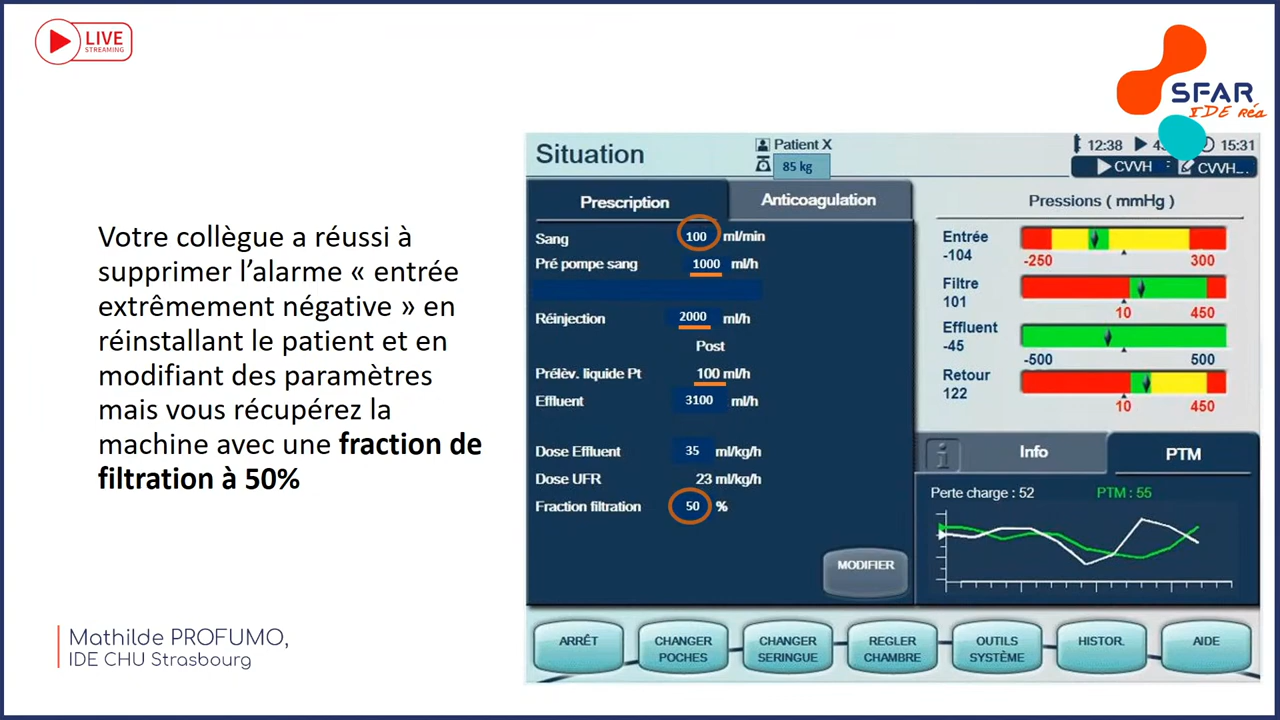 LIVE
STREAMING
SFAR
IDE Réa
Situation
Patient X
85 kg
12:38
15:31
CVVH
CVVH...
Prescription
Anticoagulation
Pressions ( mmHg )
Sang 100 ml/min
Pré pompe sang 1000 ml/h
Réinjection 2000 ml/h
Post
Prélèv. liquide Pt 100 ml/h
Effluent 3100 ml/h
Dose Effluent 35 ml/kg/h
Dose UFR 23 ml/kg/h
Fraction filtration 50 %
MODIFIER
Entrée
-104
-250 300
Filtre
101
10 450
Effluent
-45
-500 500
Retour
122
10 450
i
Info
PTM
Perte charge : 52
PTM : 55
ARRÊT
CHANGER
POCHES
CHANGER
SERINGUE
REGLER
CHAMBRE
OUTILS
SYSTÈME
HISTOR.
AIDE
Votre collègue a réussi à
supprimer l’alarme « entrée
extrêmement négative » en
réinstallant le patient et en
modifiant des paramètres
mais vous récupérez la
machine avec une fraction de
filtration à 50%
Mathilde PROFUMO,
IDE CHU Strasbourg